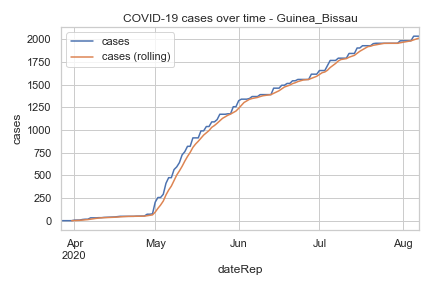 COVID-19 cases over time - Guinea_Bissau
cases
cases (rolling)
2000
1750
1500
1250
1000
750
500
250
0
cases
Apr
2020
May
Jun
Jul
Aug
dateRep